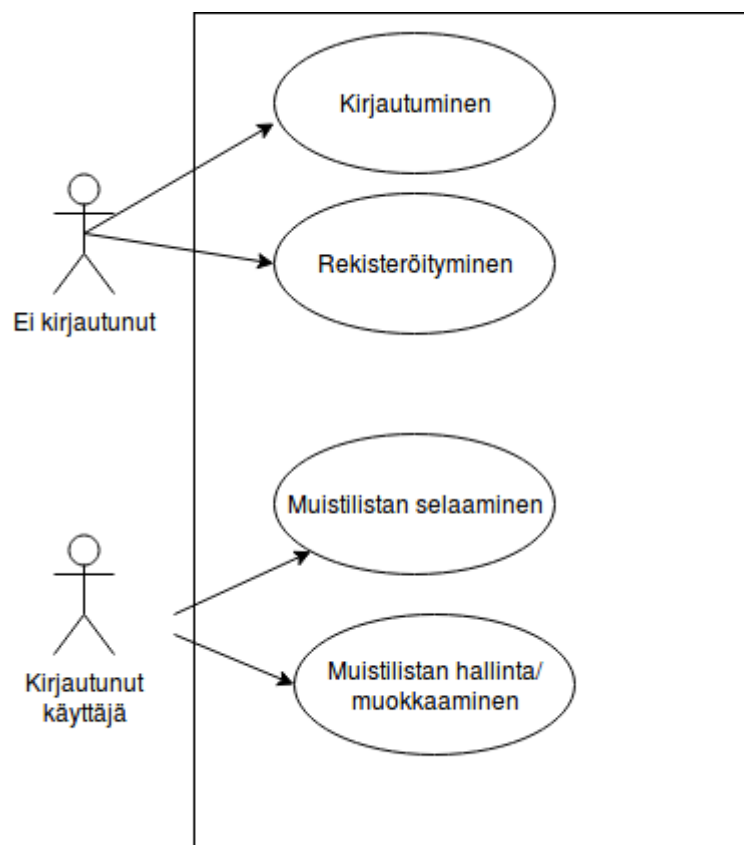 Kirjautuminen
Rekisteröityminen
Ei kirjautunut
Muistilistan selaaminen
Muistilistan hallinta/
muokkaaminen
Kirjautunut
käyttäjä